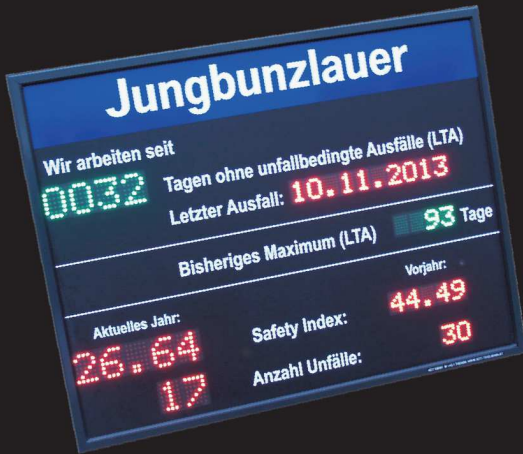 Jungbunzlauer
Wir arbeiten seit
0032 Tagen ohne unfallbedingte Ausfälle (LTA)
Letzter Ausfall: 10.11.2013
Bisheriges Maximum (LTA) 93 Tage
Aktuelles Jahr: Vorjahr:
26.64 Safety Index: 44.49
17 Anzahl Unfälle: 30